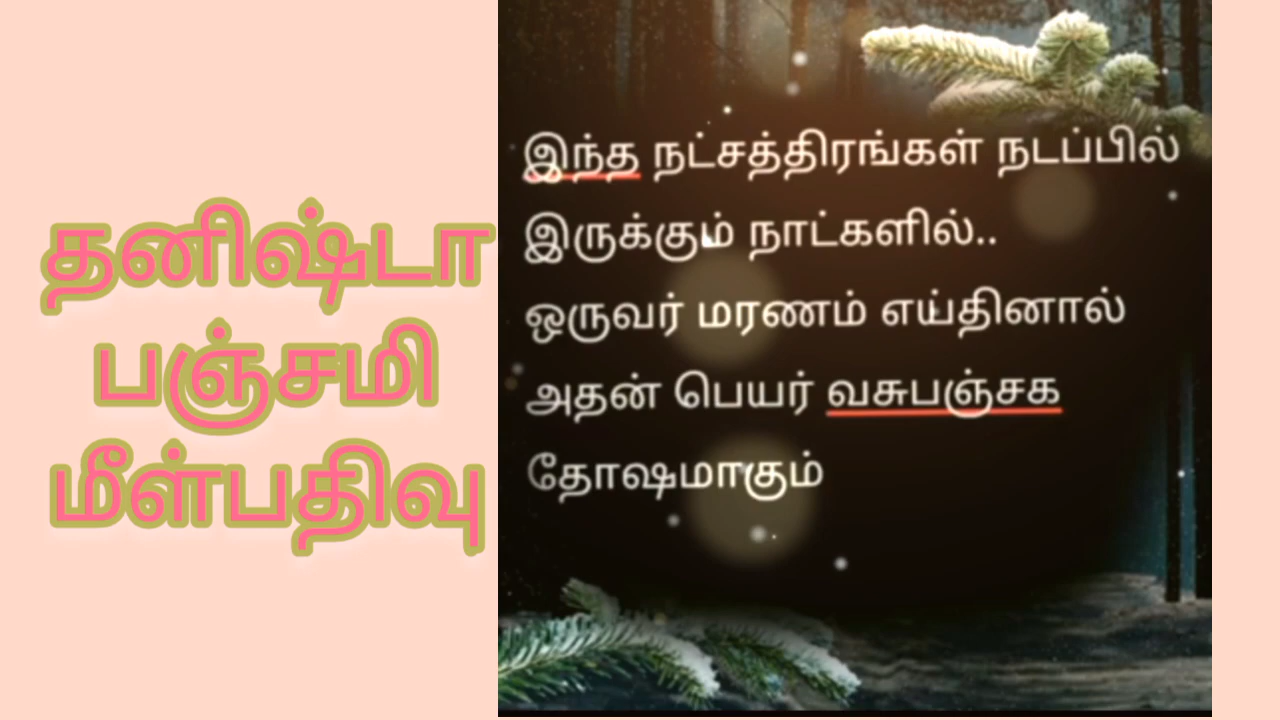 தனிஷ்டா
பஞ்சமி
மீள்பதிவு
இந்த நட்சத்திரங்கள் நடப்பில்
இருக்கும் நாட்களில்..
ஒருவர் மரணம் எய்தினால்
அதன் பெயர் வசுபஞ்சக
தோஷமாகும்